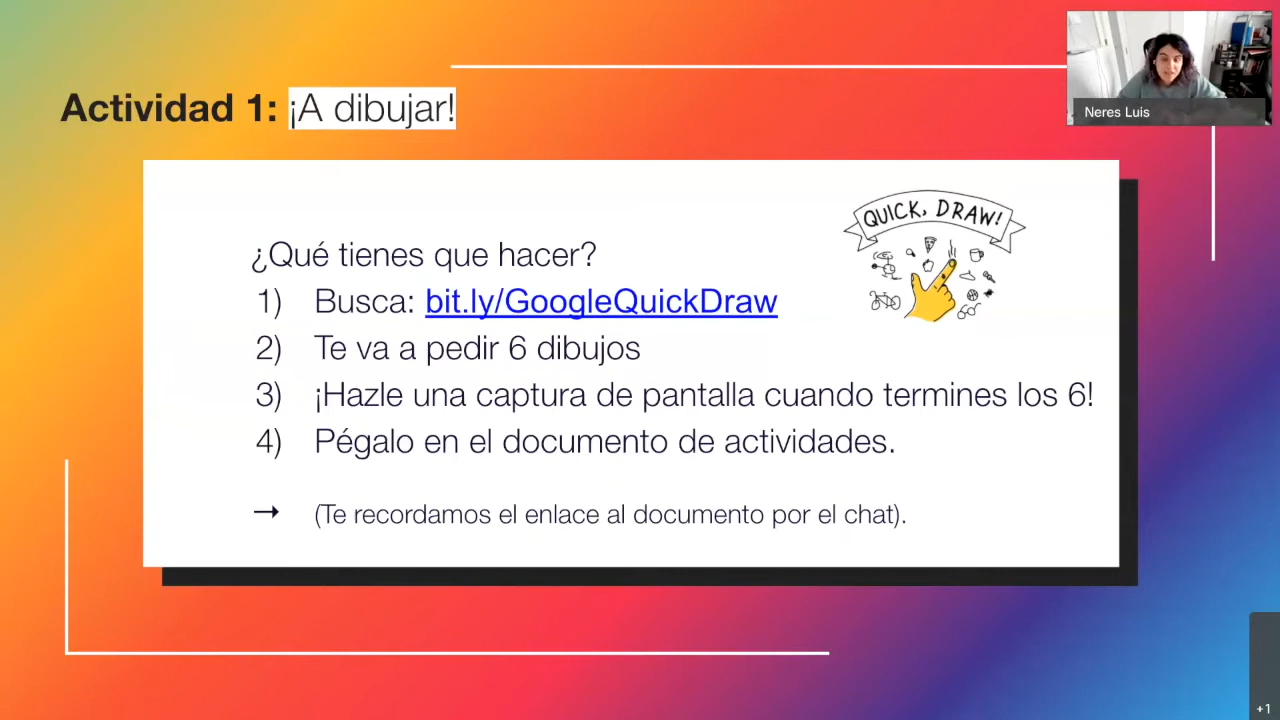 Actividad 1: ¡A dibujar!
Neres Luis
QUICK, DRAW!
¿Qué tienes que hacer?
1) Busca: bit.ly/GoogleQuickDraw
2) Te va a pedir 6 dibujos
3) ¡Hazle una captura de pantalla cuando termines los 6!
4) Pégalo en el documento de actividades.
→ (Te recordamos el enlace al documento por el chat).
+1